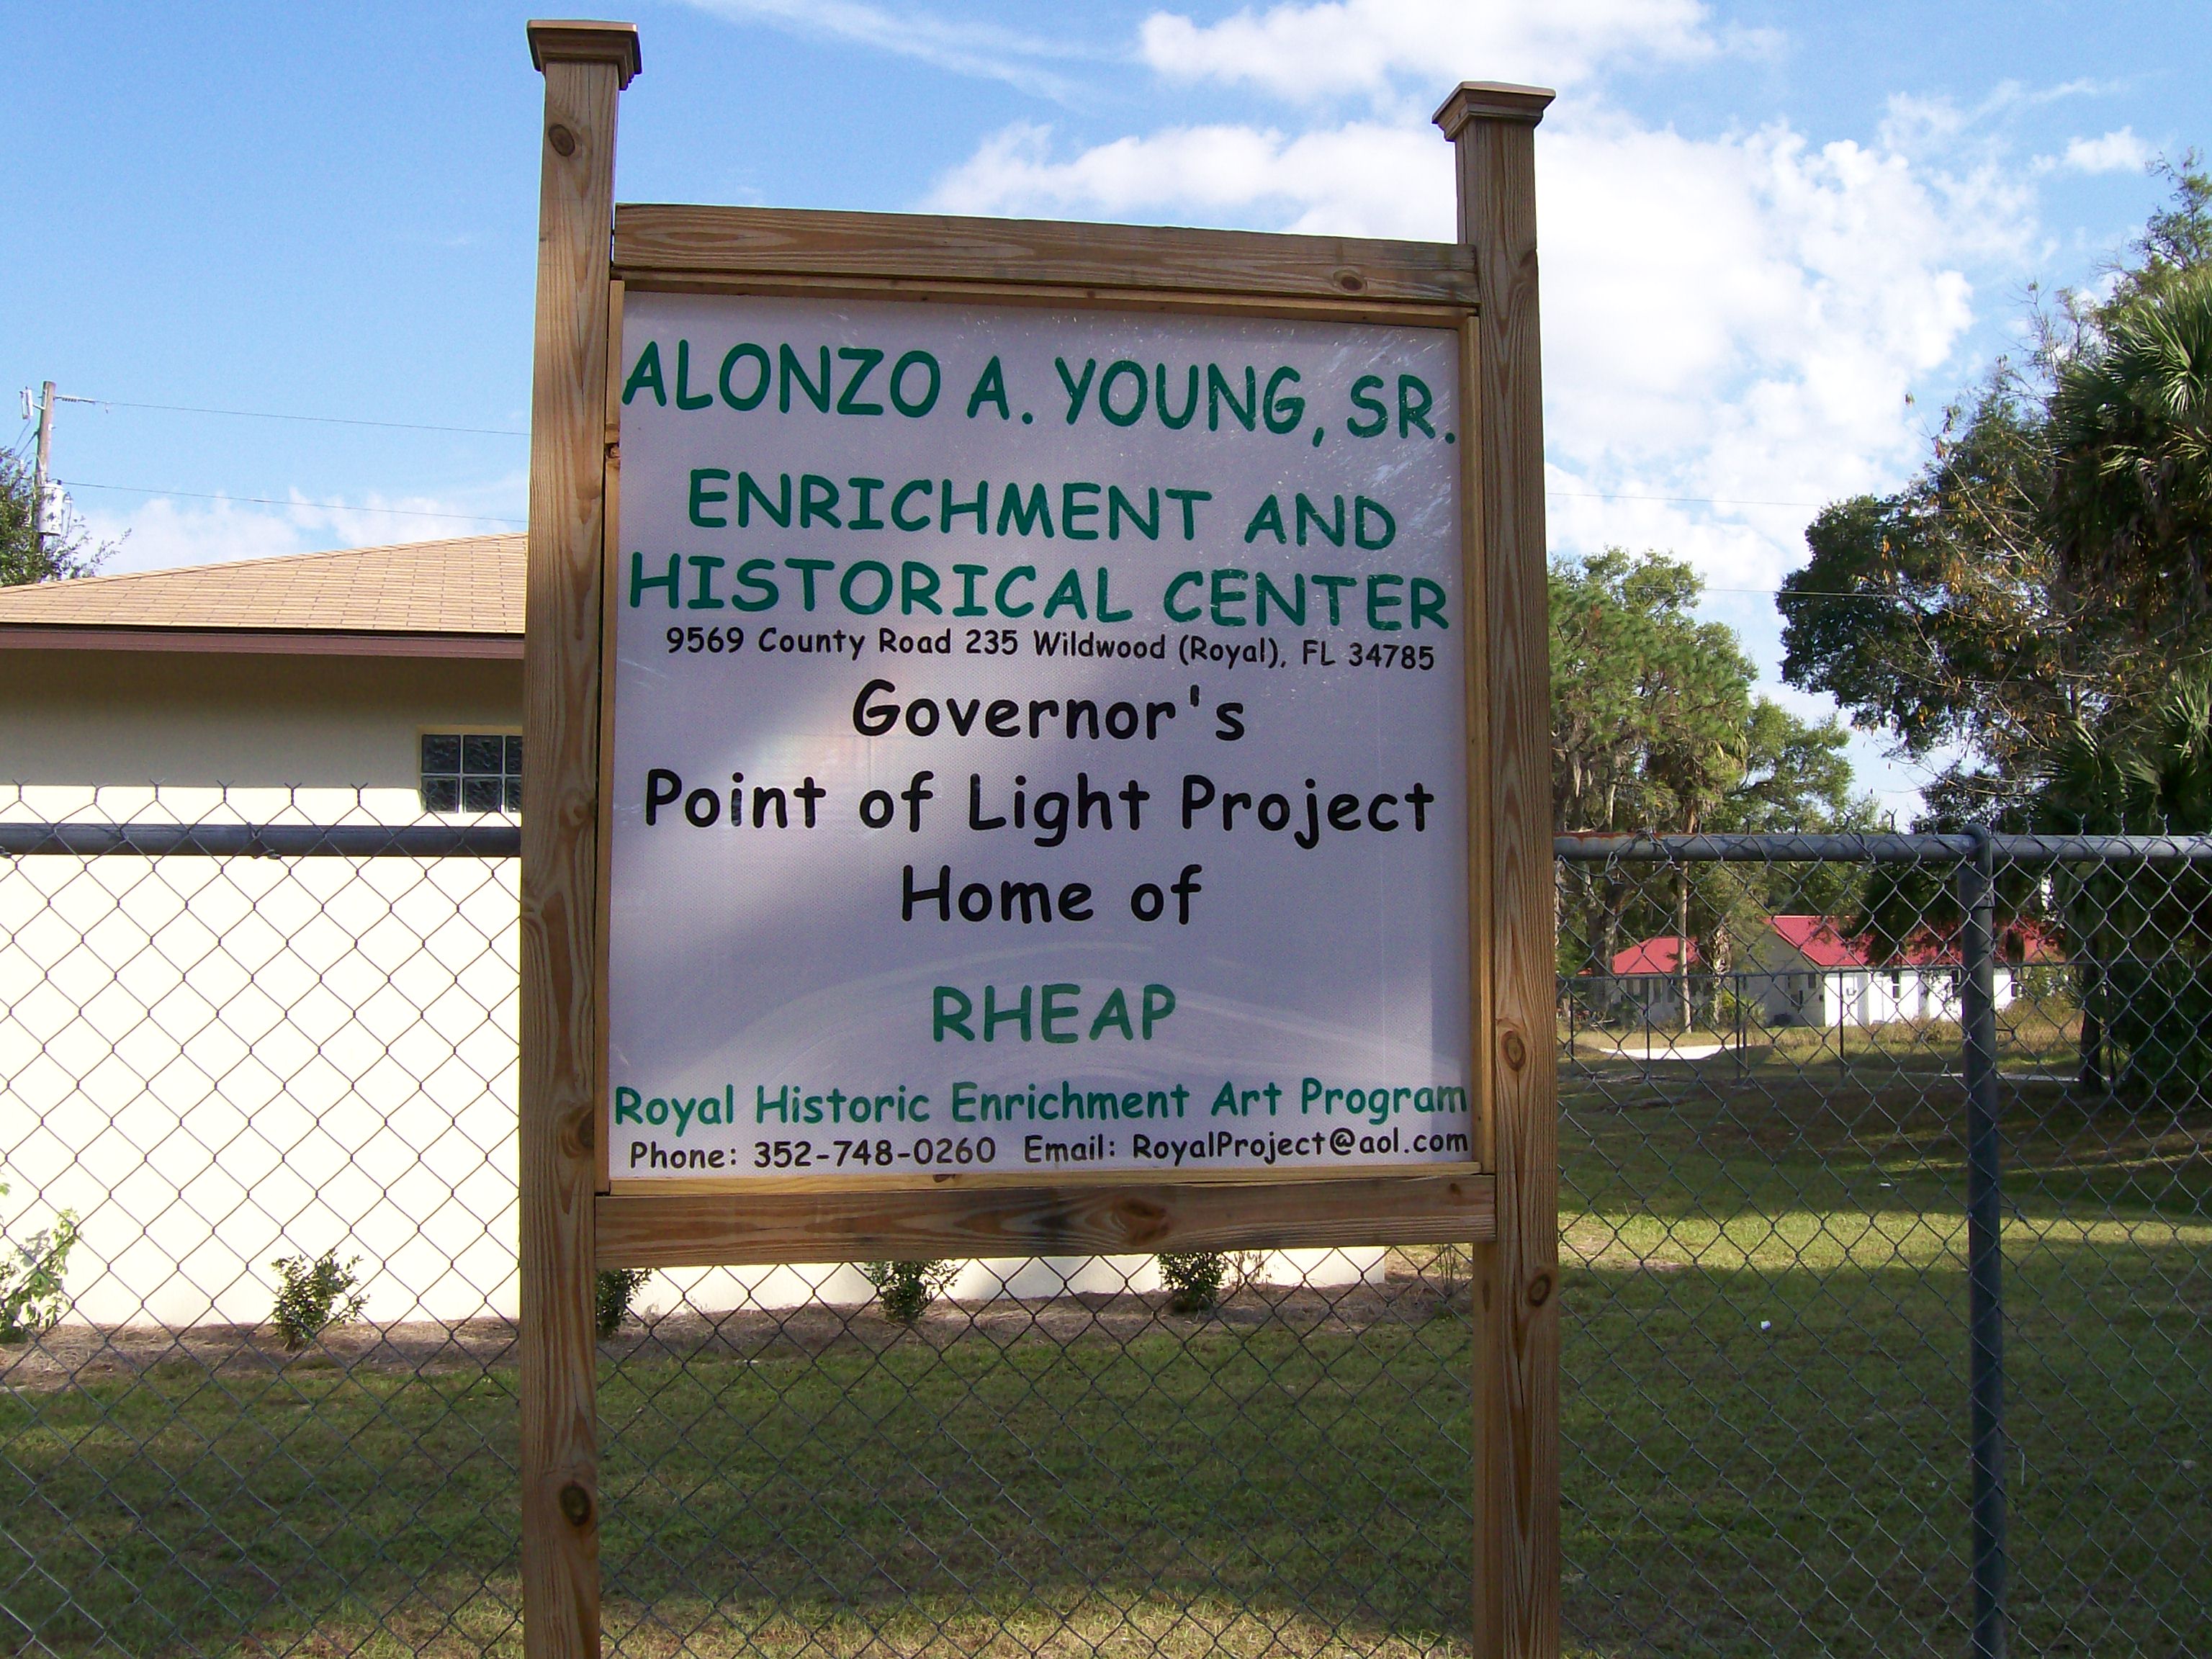 ALONZO A. YOUNG, SR.
ENRICHMENT AND
HISTORICAL CENTER
9569 County Road 235 Wildwood (Royal), FL 34785
Governor's
Point of Light Project
Home of
RHEAP
Royal Historic Enrichment Art Program
Phone: 352-748-0260 Email: RoyalProject@aol.com